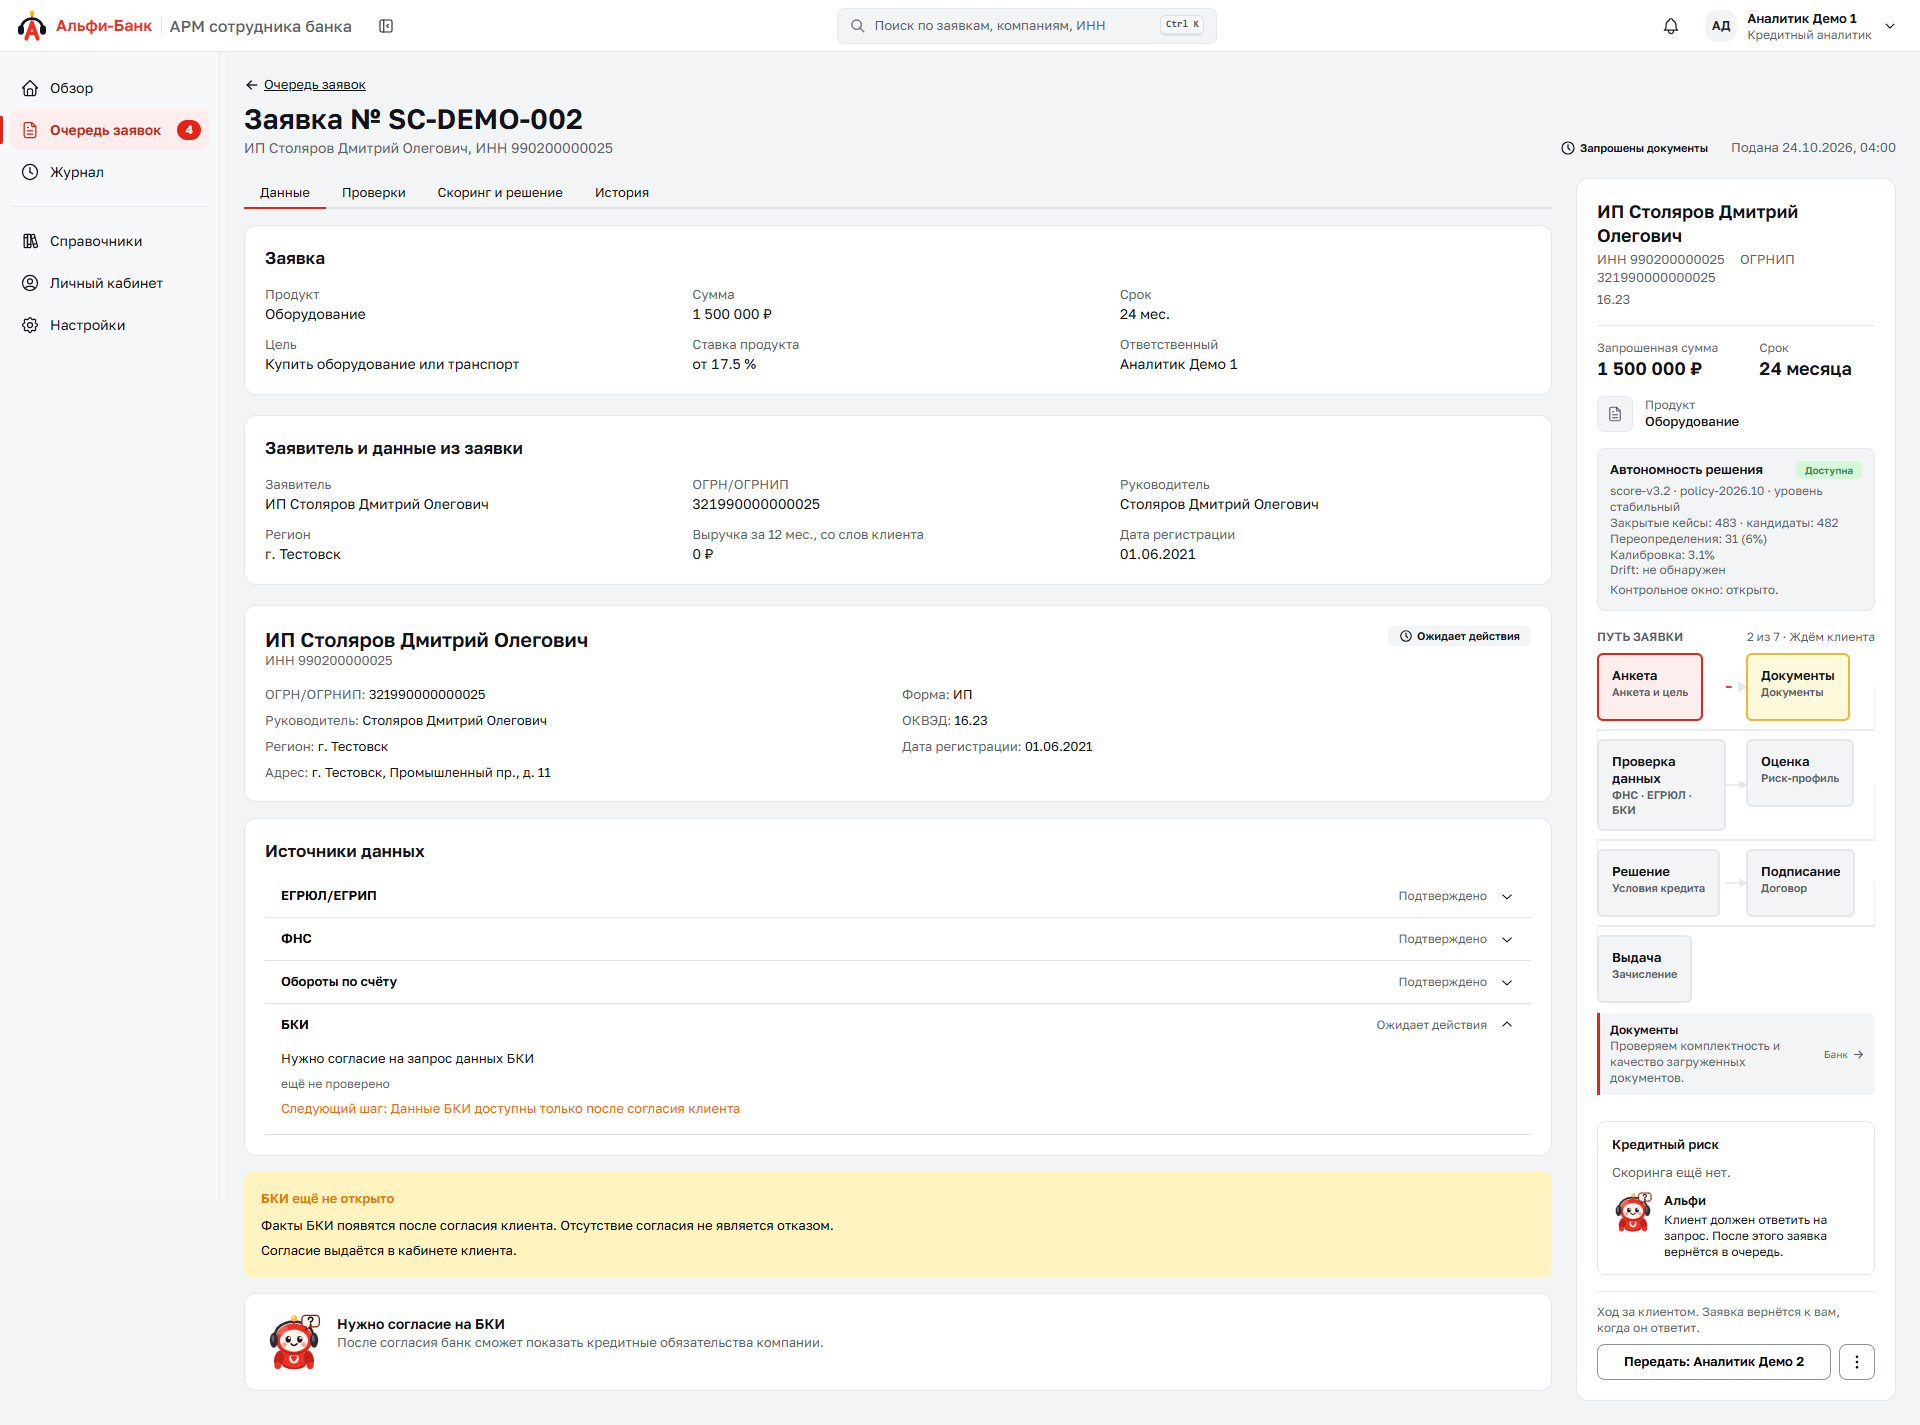 Альфи-Банк
АРМ сотрудника банка
Поиск по заявкам, компаниям, ИНН
Ctrl K
АД
Аналитик Демо 1
Кредитный аналитик
Обзор
Очередь заявок
4
Журнал
Справочники
Личный кабинет
Настройки
Очередь заявок
Заявка № SC-DEMO-002
ИП Столяров Дмитрий Олегович, ИНН 990200000025
Запрошены документы
Подана 24.10.2026, 04:00
Данные
Проверки
Скоринг и решение
История
Заявка
Продукт
Оборудование
Сумма
1 500 000 ₽
Срок
24 мес.
Цель
Купить оборудование или транспорт
Ставка продукта
от 17.5 %
Ответственный
Аналитик Демо 1
Заявитель и данные из заявки
Заявитель
ИП Столяров Дмитрий Олегович
ОГРН/ОГРНИП
321990000000025
Руководитель
Столяров Дмитрий Олегович
Регион
г. Тестовск
Выручка за 12 мес., со слов клиента
0 ₽
Дата регистрации
01.06.2021
ИП Столяров Дмитрий Олегович
ИНН 990200000025
Ожидает действия
ОГРН/ОГРНИП: 321990000000025
Форма: ИП
Руководитель: Столяров Дмитрий Олегович
ОКВЭД: 16.23
Регион: г. Тестовск
Дата регистрации: 01.06.2021
Адрес: г. Тестовск, Промышленный пр., д. 11
Источники данных
ЕГРЮЛ/ЕГРИП
Подтверждено
ФНС
Подтверждено
Обороты по счёту
Подтверждено
БКИ
Ожидает действия
Нужно согласие на запрос данных БКИ
ещё не проверено
Следующий шаг: Данные БКИ доступны только после согласия клиента
БКИ ещё не открыто
Факты БКИ появятся после согласия клиента. Отсутствие согласия не является отказом.
Согласие выдаётся в кабинете клиента.
Нужно согласие на БКИ
После согласия банк сможет показать кредитные обязательства компании.
ИП Столяров Дмитрий
Олегович
ИНН 990200000025 ОГРНИП
321990000000025
16.23
Запрошенная сумма
1 500 000 ₽
Срок
24 месяца
Продукт
Оборудование
Автономность решения
Доступна
score-v3.2 · policy-2026.10 · уровень
стабильный
Закрытые кейсы: 483 · кандидаты: 482
Переопределения: 31 (6%)
Калибровка: 3.1%
Drift: не обнаружен
Контрольное окно: открыто.
ПУТЬ ЗАЯВКИ
2 из 7 · Ждём клиента
Анкета
Анкета и цель
Документы
Документы
Проверка
данных
ФНС · ЕГРЮЛ ·
БКИ
Оценка
Риск-профиль
Решение
Условия кредита
Подписание
Договор
Выдача
Зачисление
Документы
Проверяем комплектность и
качество загруженных
документов.
Банк
Кредитный риск
Скоринга ещё нет.
Альфи
Клиент должен ответить на
запрос. После этого заявка
вернётся в очередь.
Ход за клиентом. Заявка вернётся к вам,
когда он ответит.
Передать: Аналитик Демо 2